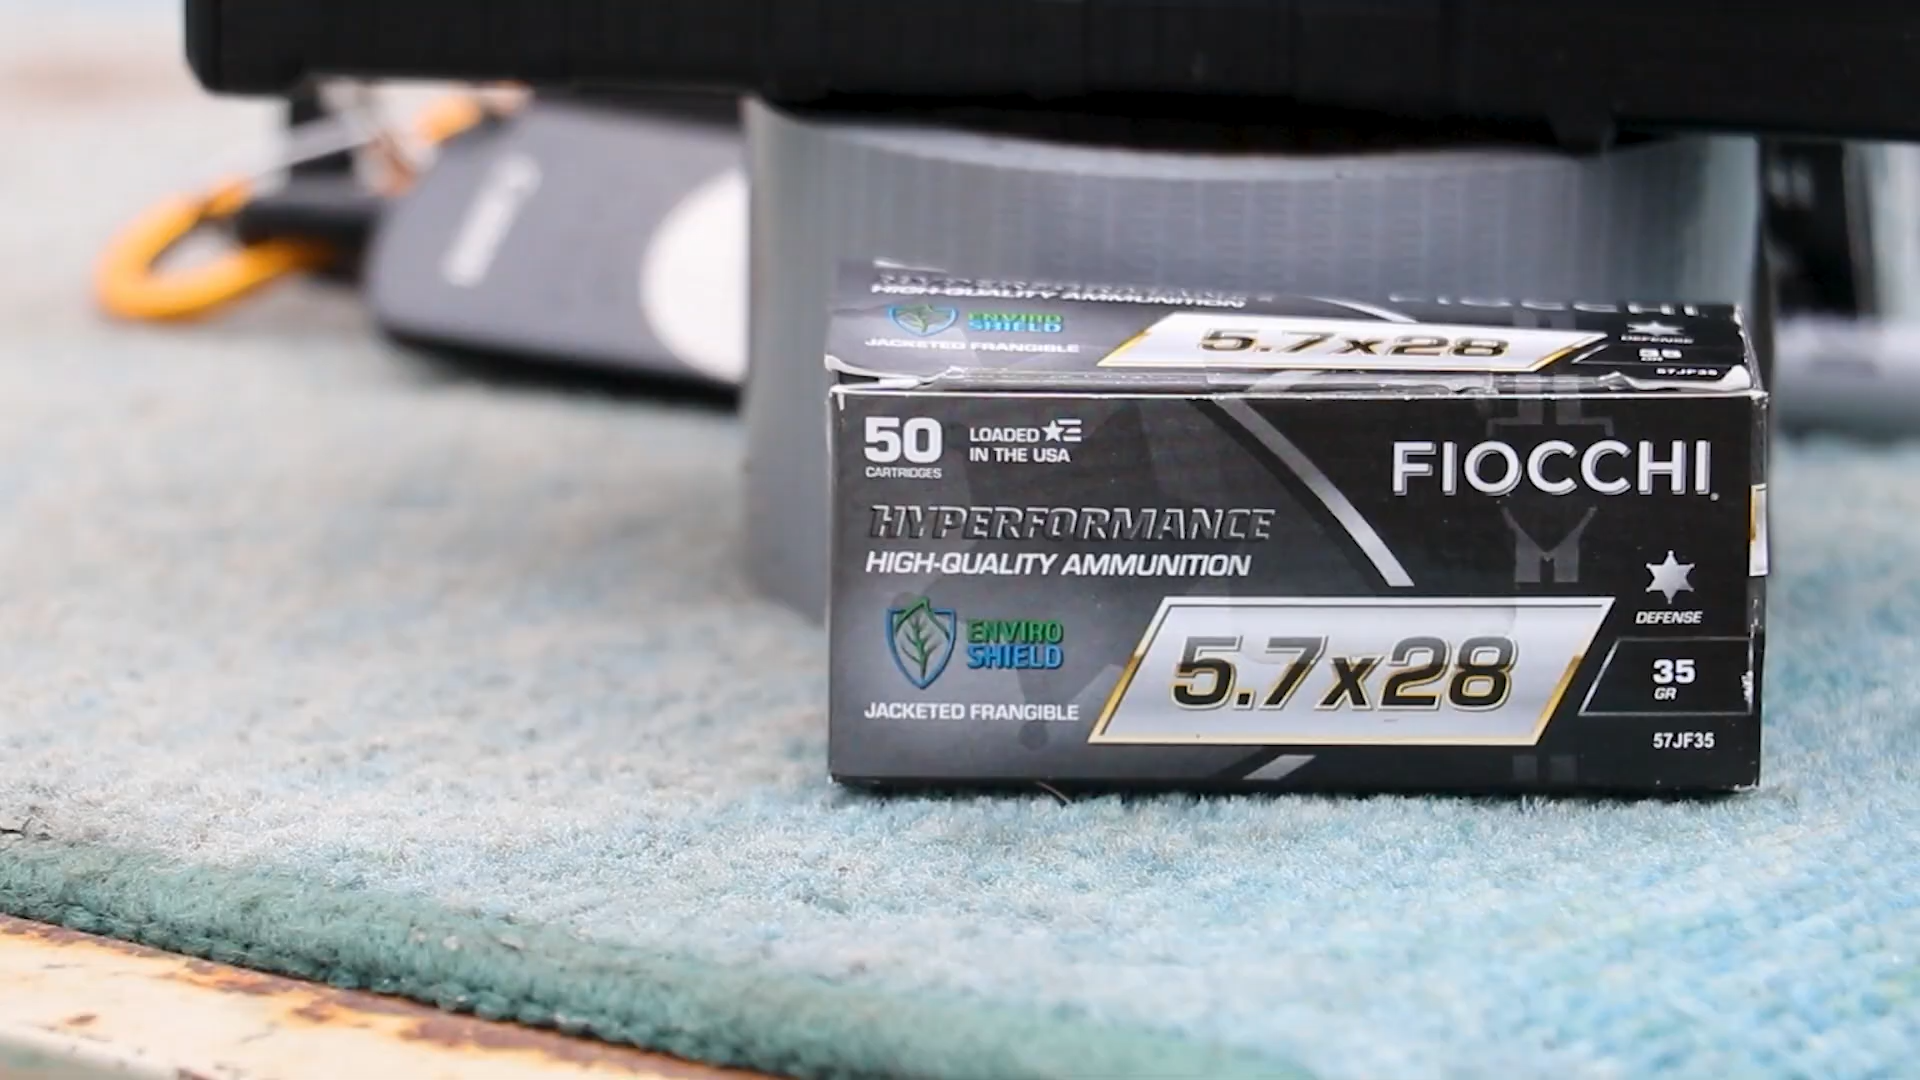 HIGH-QUALITY AMMUNITION
FIOCCHI
ENVIRO
SHIELD
JACKETED FRANGIBLE
5.7x28
DEFENSE
57JF35
50
CARTRIDGES
LOADED
IN THE USA
FIOCCHI
HYPERFORMANCE
HIGH-QUALITY AMMUNITION
ENVIRO
SHIELD
JACKETED FRANGIBLE
5.7x28
DEFENSE
35
GR
57JF35